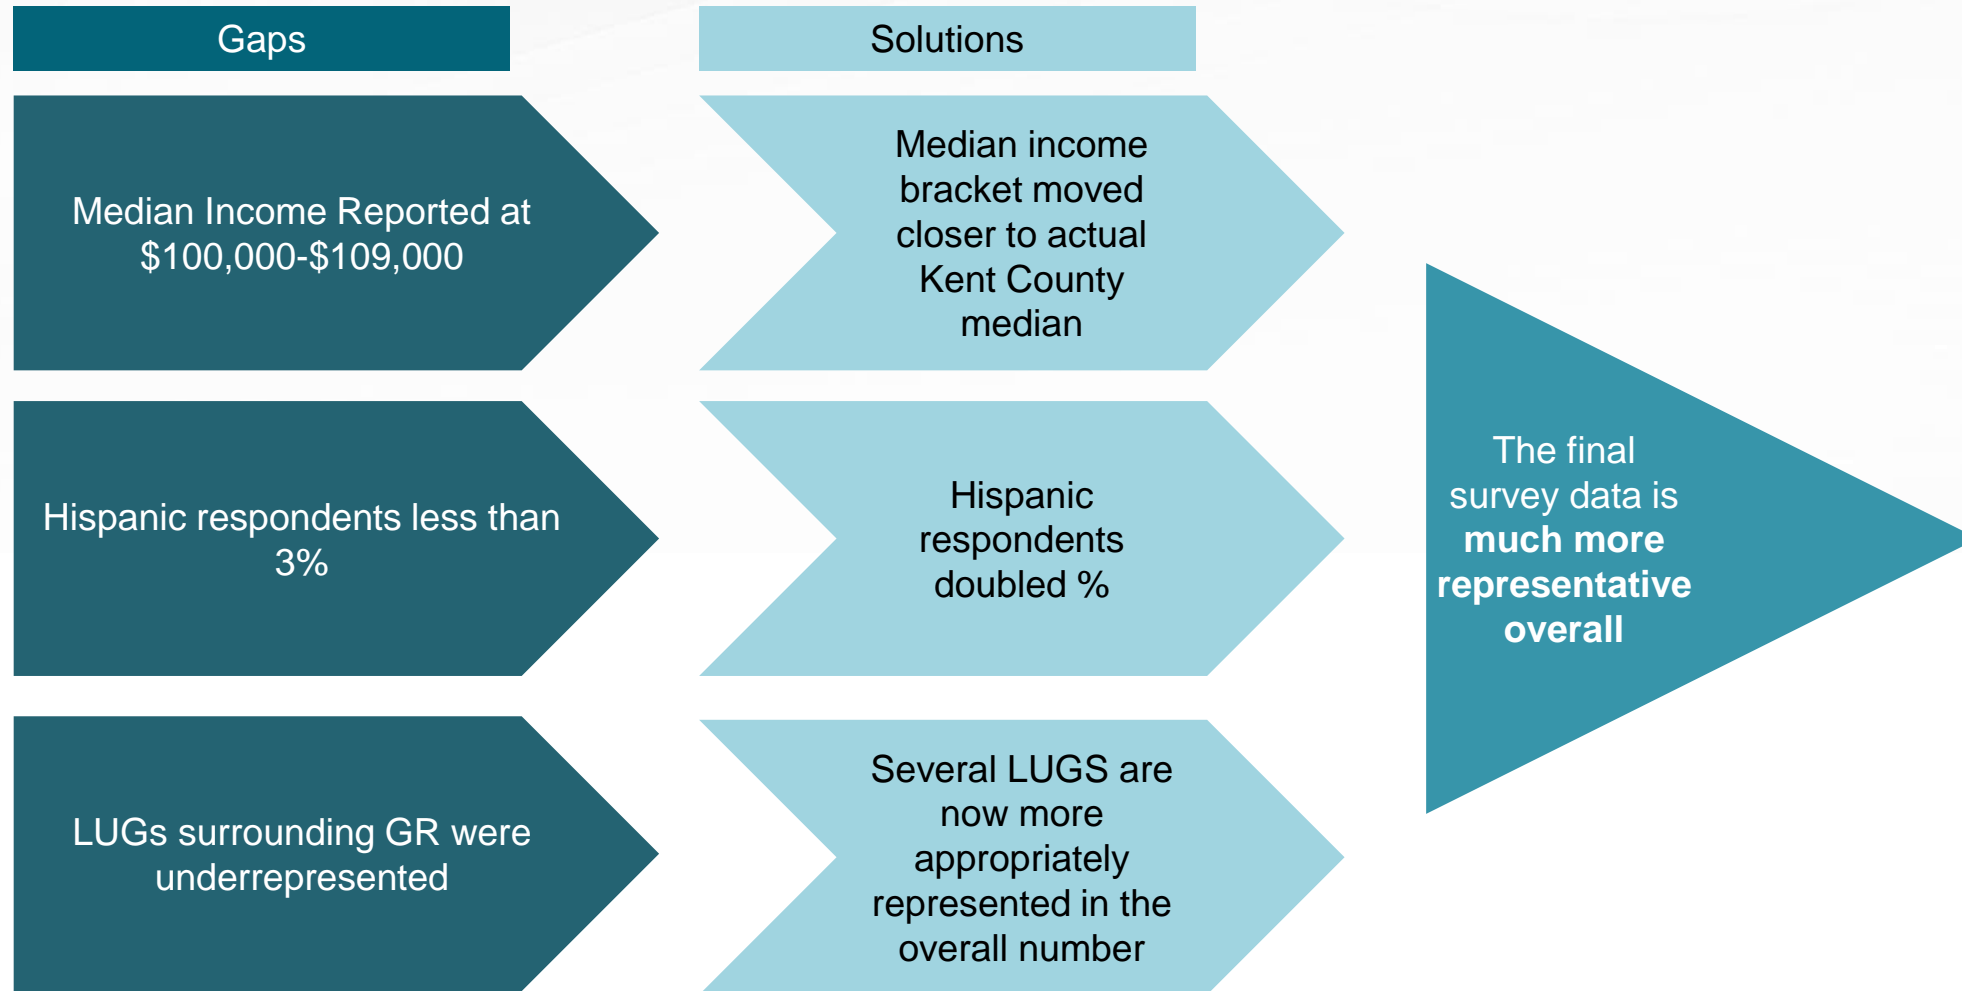 Gaps
Solutions
Median Income Reported at
$100,000-$109,000
Median income
bracket moved
closer to actual
Kent County
median
Hispanic respondents less than
3%
Hispanic
respondents
doubled %
LUGs surrounding GR were
underrepresented
Several LUGS are
now more
appropriately
represented in the
overall number
The final
survey data is
much more
representative
overall